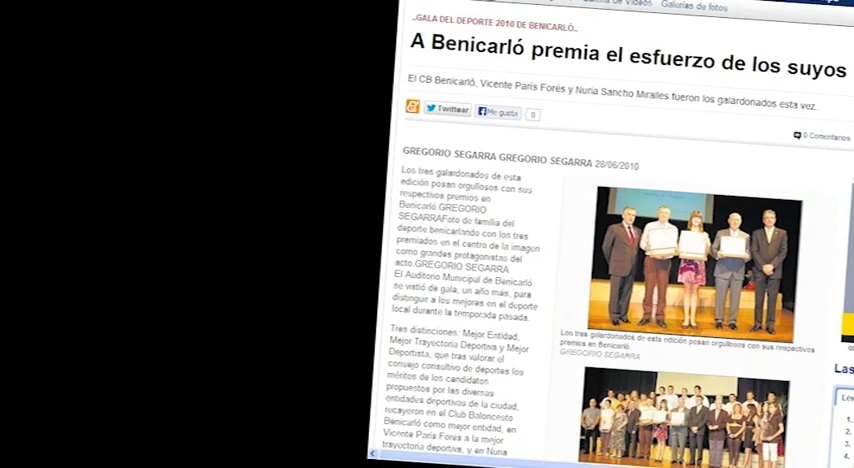 Galerías de fotos
..GALA DEL DEPORTE 2010 DE BENICARLÓ..
A Benicarló premia el esfuerzo de los suyos
El CB Benicarló, Vicente París Forés y Nuria Sancho Miralles fueron los galardonados esta vez..
Twittear Me gusta 0
0 Comentarios
GREGORIO SEGARRA GREGORIO SEGARRA 28/06/2010
Los tres galardonados de esta
edición posan orgullosos con sus
respectivos premios en
Benicarló.GREGORIO
SEGARRAFoto de familia del
deporte benicarlando con los tres
premiados en el centro de la imagen
como grandes protagonistas del
acto.GREGORIO SEGARRA
El Auditorio Municipal de Benicarló
se vistió de gala, un año más, para
distinguir a los mejores en el deporte
local durante la temporada pasada.
Tres distinciones: Mejor Entidad,
Mejor Trayectoria Deportiva y Mejor
Deportista, que tras valorar el
consejo consultivo de deportes los
méritos de los candidatos
propuestos por las diversas
entidades deportivas de la ciudad,
recayeron en el Club Baloncesto
Benicarló como mejor entidad, en
Vicente París Forés a la mejor
trayectoria deportiva, y en Nuria
Los tres galardonados de esta edición posan orgullosos con sus respectivos
premios en Benicarló
GREGORIO SEGARRA
Las
1.
2.
3.
4.